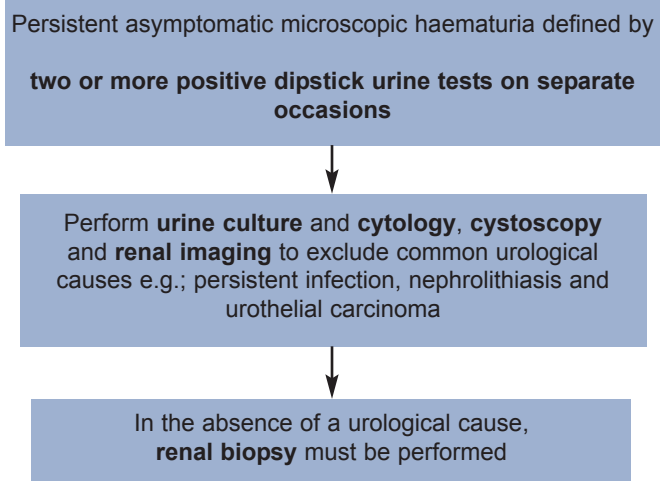 Persistent asymptomatic microscopic haematuria defined by
two or more positive dipstick urine tests on separate
occasions
Perform urine culture and cytology, cystoscopy
and renal imaging to exclude common urological
causes e.g.; persistent infection, nephrolithiasis and
urothelial carcinoma
In the absence of a urological cause,
renal biopsy must be performed